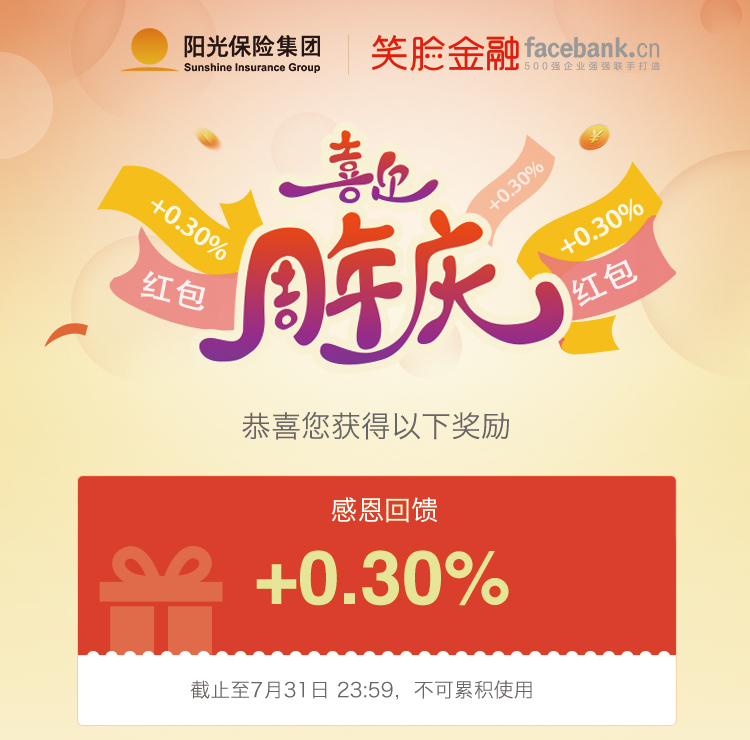 阳光保险集团
Sunshine Insurance Group
笑脸金融
facebank.cn
500强企业强强联手打造
喜迎
周年庆
+0.30%
+0.30%
+0.30%
红包
红包
恭喜您获得以下奖励
感恩回馈
+0.30%
截止至7月31日 23:59，不可累积使用